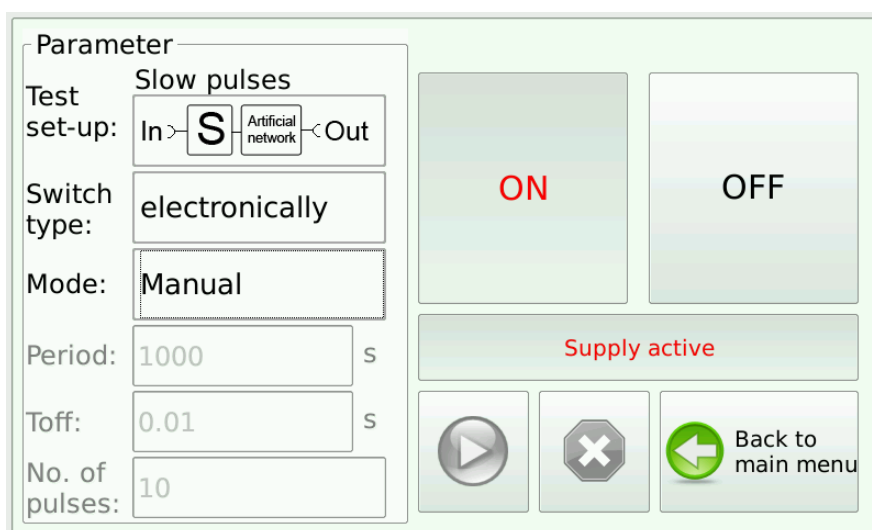 Parameter
Slow pulses
Test
set-up:
In S Artificial
network Out
Switch
type:
electronically
Mode:
Manual
Period:
1000
s
Toff:
0.01
s
No. of
pulses:
10
ON
OFF
Supply active
Back to
main menu